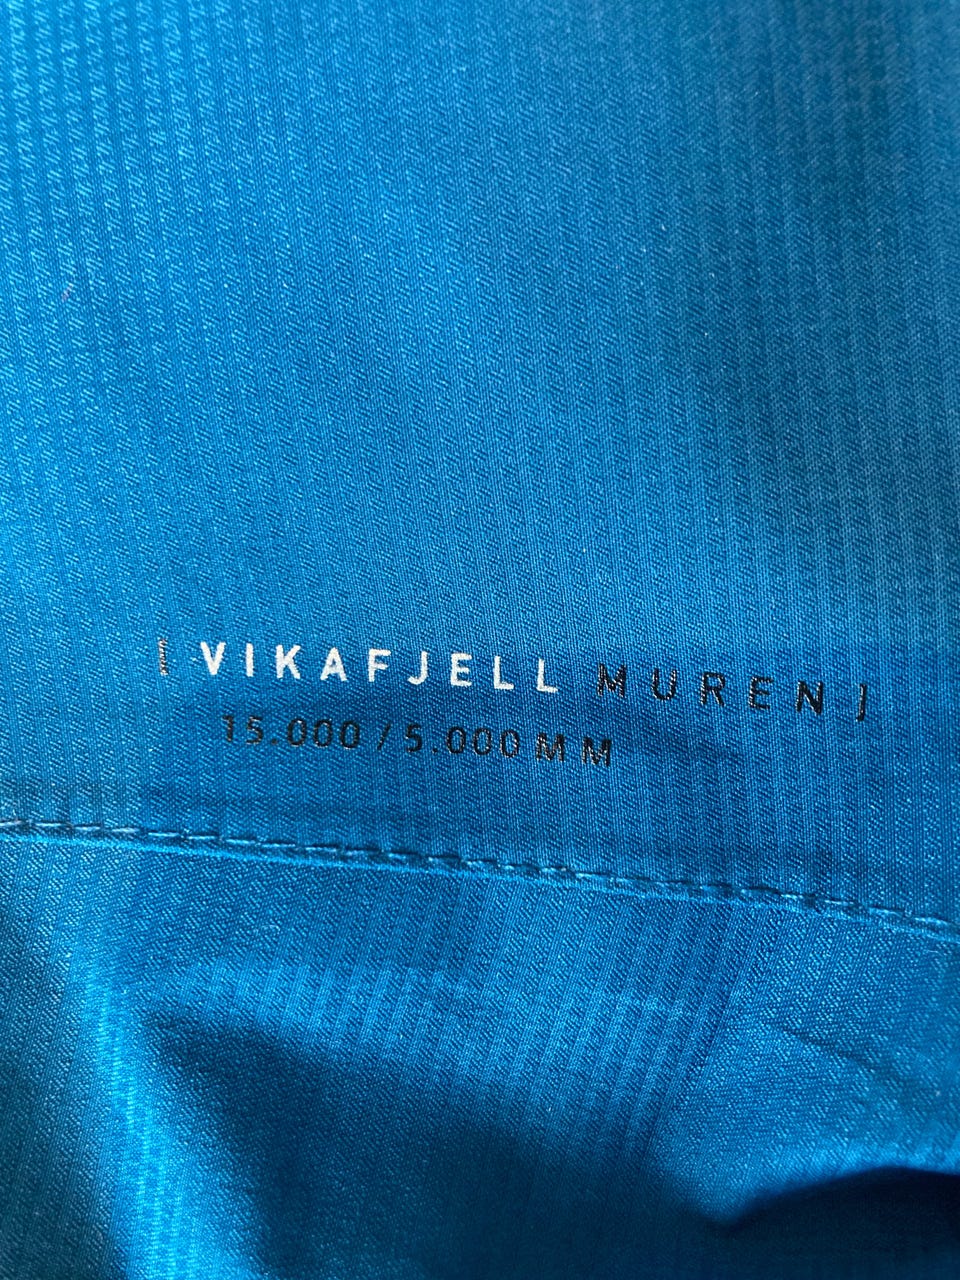 [ VIKAFJELL MUREN ]
15.000 / 5.000 MM